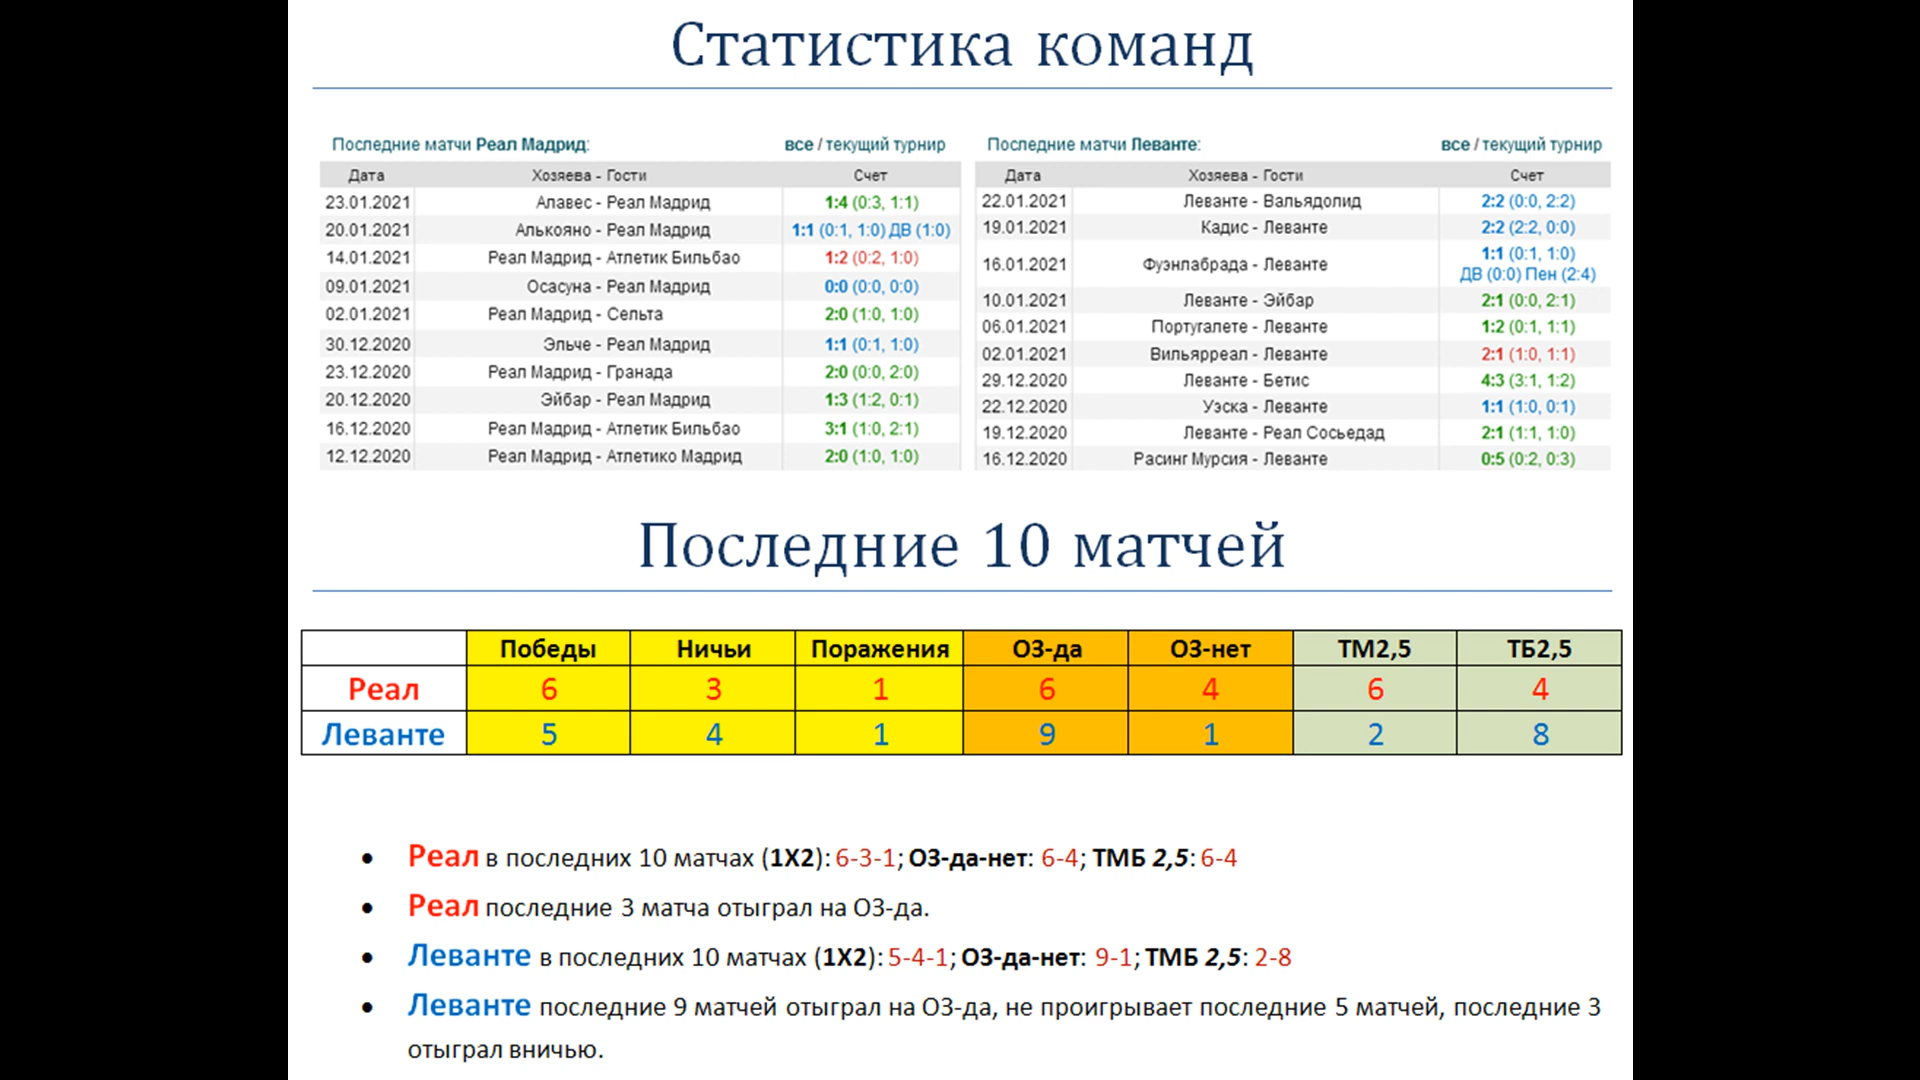 Статистика команд
Последние матчи Реал Мадрид: все / текущий турнир
Дата Хозяева - Гости Счет
23.01.2021 Алавес - Реал Мадрид 1:4 (0:3, 1:1)
20.01.2021 Алькояно - Реал Мадрид 1:1 (0:1, 1:0) ДВ (1:0)
14.01.2021 Реал Мадрид - Атлетик Бильбао 1:2 (0:2, 1:0)
09.01.2021 Осасуна - Реал Мадрид 0:0 (0:0, 0:0)
02.01.2021 Реал Мадрид - Сельта 2:0 (1:0, 1:0)
30.12.2020 Эльче - Реал Мадрид 1:1 (0:1, 1:0)
23.12.2020 Реал Мадрид - Гранада 2:0 (0:0, 2:0)
20.12.2020 Эйбар - Реал Мадрид 1:3 (1:2, 0:1)
16.12.2020 Реал Мадрид - Атлетик Бильбао 3:1 (1:0, 2:1)
12.12.2020 Реал Мадрид - Атлетико Мадрид 2:0 (1:0, 1:0)
Последние матчи Леванте: все / текущий турнир
Дата Хозяева - Гости Счет
22.01.2021 Леванте - Вальядолид 2:2 (0:0, 2:2)
19.01.2021 Кадис - Леванте 2:2 (2:2, 0:0)
16.01.2021 Фуэнлабрада - Леванте 1:1 (0:1, 1:0)
ДВ (0:0) Пен (2:4)
10.01.2021 Леванте - Эйбар 2:1 (0:0, 2:1)
06.01.2021 Португалете - Леванте 1:2 (0:1, 1:1)
02.01.2021 Вильярреал - Леванте 2:1 (1:0, 1:1)
29.12.2020 Леванте - Бетис 4:3 (3:1, 1:2)
22.12.2020 Уэска - Леванте 1:1 (1:0, 0:1)
19.12.2020 Леванте - Реал Сосьедад 2:1 (1:1, 1:0)
16.12.2020 Расинг Мурсия - Леванте 0:5 (0:2, 0:3)
Последние 10 матчей
Победы Ничьи Поражения ОЗ-да ОЗ-нет ТМ2,5 ТБ2,5
Реал 6 3 1 6 4 6 4
Леванте 5 4 1 9 1 2 8
• Реал в последних 10 матчах (1X2): 6-3-1; ОЗ-да-нет: 6-4; ТМБ 2,5: 6-4
• Реал последние 3 матча отыграл на ОЗ-да.
• Леванте в последних 10 матчах (1X2): 5-4-1; ОЗ-да-нет: 9-1; ТМБ 2,5: 2-8
• Леванте последние 9 матчей отыграл на ОЗ-да, не проигрывает последние 5 матчей, последние 3
отыграл вничью.